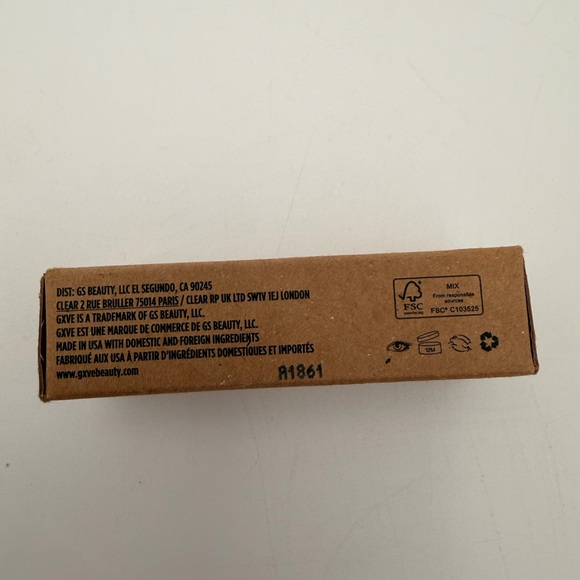 DIST: GS BEAUTY, LLC EL SEGUNDO, CA 90245
CLEAR 2 RUE BRULLER 75014 PARIS / CLEAR RP UK LTD SW1V 1EJ LONDON
GXVE IS A TRADEMARK OF GS BEAUTY, LLC.
GXVE EST UNE MARQUE DE COMMERCE DE GS BEAUTY, LLC.
MADE IN USA WITH DOMESTIC AND FOREIGN INGREDIENTS
FABRIQUÉ AUX USA À PARTIR D'INGRÉDIENTS DOMESTIQUES ET IMPORTÉS
www.gxvebeauty.com
A1861
FSC
MIX
From responsible
sources
FSC® C103525
12M